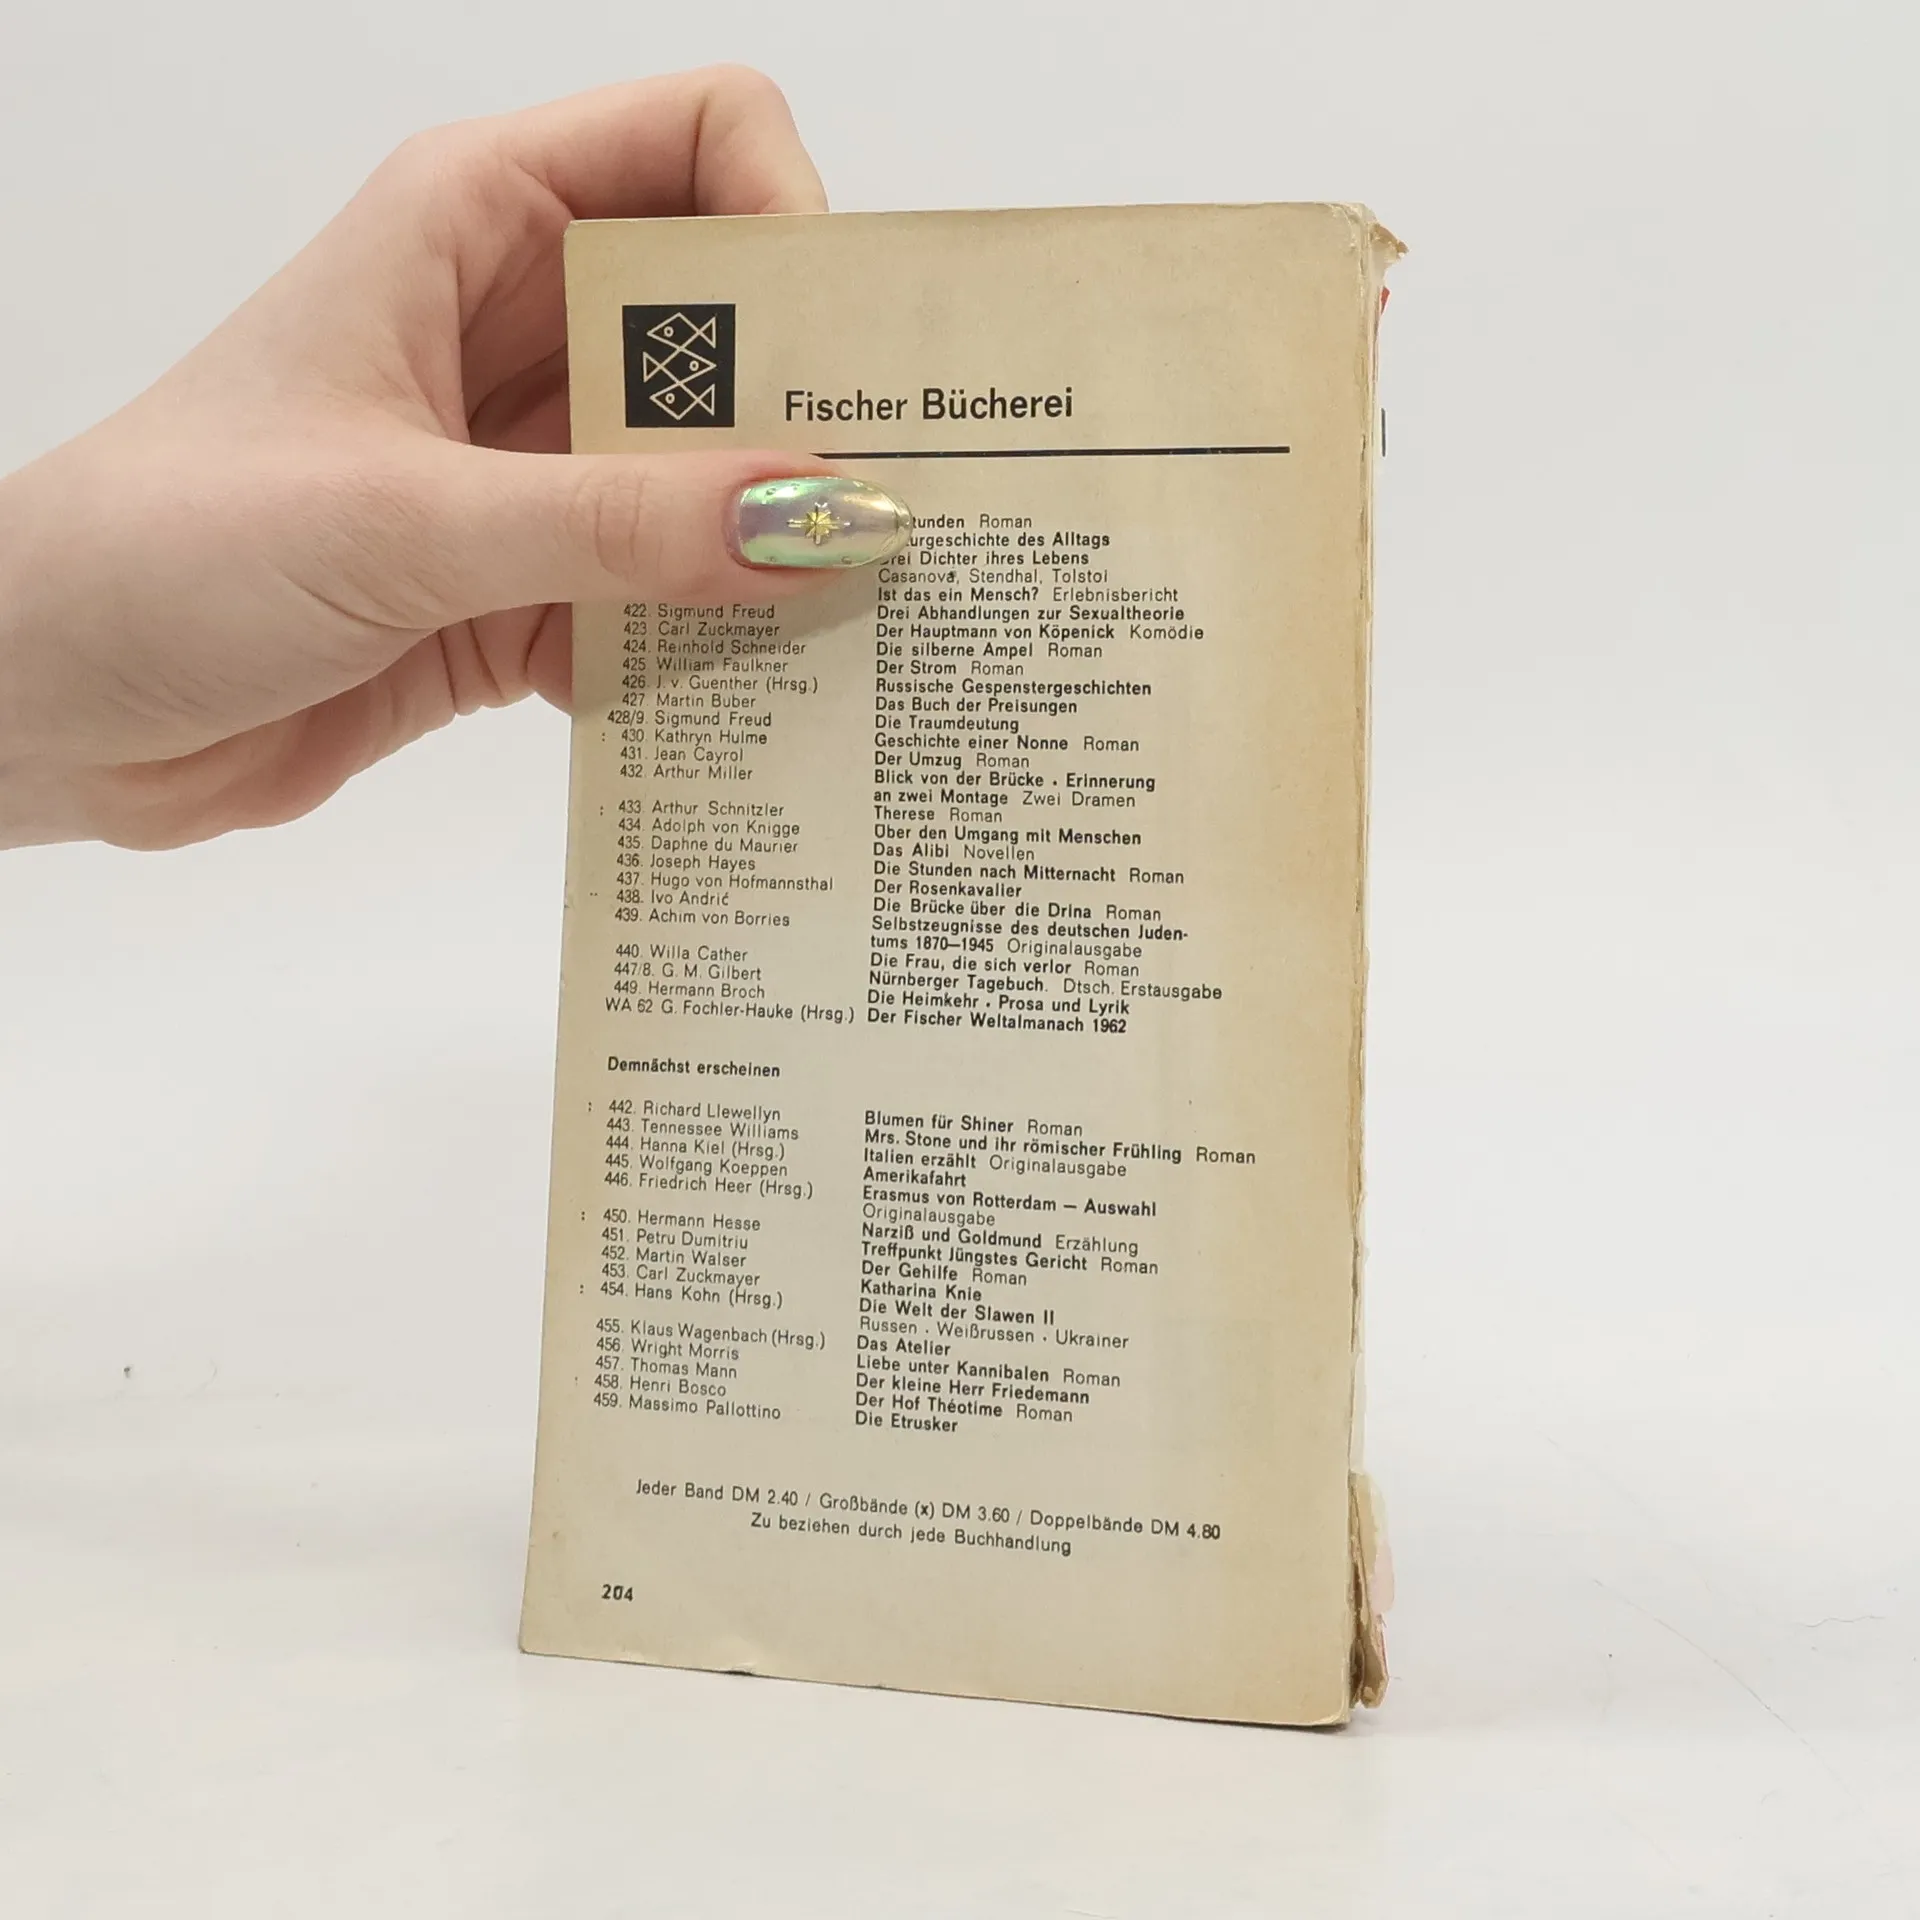 Fischer Bücherei
tunden Roman
urgeschichte des Alltags
Drei Dichter ihres Lebens
Casanova, Stendhal, Tolstoi
Ist das ein Mensch? Erlebnisbericht
422. Sigmund Freud Drei Abhandlungen zur Sexualtheorie
423. Carl Zuckmayer Der Hauptmann von Köpenick Komödie
424. Reinhold Schneider Die silberne Ampel Roman
425. William Faulkner Der Strom Roman
426. J. v. Guenther (Hrsg.) Russische Gespenstergeschichten
427. Martin Buber Das Buch der Preisungen
428/9. Sigmund Freud Die Traumdeutung
: 430. Kathryn Hulme Geschichte einer Nonne Roman
431. Jean Cayrol Der Umzug Roman
432. Arthur Miller Blick von der Brücke · Erinnerung
an zwei Montage Zwei Dramen
: 433. Arthur Schnitzler Therese Roman
434. Adolph von Knigge Über den Umgang mit Menschen
435. Daphne du Maurier Das Alibi Novellen
436. Joseph Hayes Die Stunden nach Mitternacht Roman
437. Hugo von Hofmannsthal Der Rosenkavalier
438. Ivo Andrić Die Brücke über die Drina Roman
439. Achim von Borries Selbstzeugnisse des deutschen Juden-
tums 1870—1945 Originalausgabe
440. Willa Cather Die Frau, die sich verlor Roman
447/8. G. M. Gilbert Nürnberger Tagebuch. Dtsch. Erstausgabe
449. Hermann Broch Die Heimkehr · Prosa und Lyrik
WA 62 G. Fochler-Hauke (Hrsg.) Der Fischer Weltalmanach 1962
Demnächst erscheinen
: 442. Richard Llewellyn Blumen für Shiner Roman
443. Tennessee Williams Mrs. Stone und ihr römischer Frühling Roman
444. Hanna Kiel (Hrsg.) Italien erzählt Originalausgabe
445. Wolfgang Koeppen Amerikafahrt
446. Friedrich Heer (Hrsg.) Erasmus von Rotterdam — Auswahl
Originalausgabe
: 450. Hermann Hesse Narziß und Goldmund Erzählung
451. Petru Dumitriu Treffpunkt Jüngstes Gericht Roman
452. Martin Walser Der Gehilfe Roman
453. Carl Zuckmayer Katharina Knie
: 454. Hans Kohn (Hrsg.) Die Welt der Slawen II
Russen · Weißrussen · Ukrainer
455. Klaus Wagenbach (Hrsg.) Das Atelier
456. Wright Morris Liebe unter Kannibalen Roman
457. Thomas Mann Der kleine Herr Friedemann
458. Henri Bosco Der Hof Théotime Roman
459. Massimo Pallottino Die Etrusker
Jeder Band DM 2.40 / Großbände (x) DM 3.60 / Doppelbände DM 4.80
Zu beziehen durch jede Buchhandlung
204